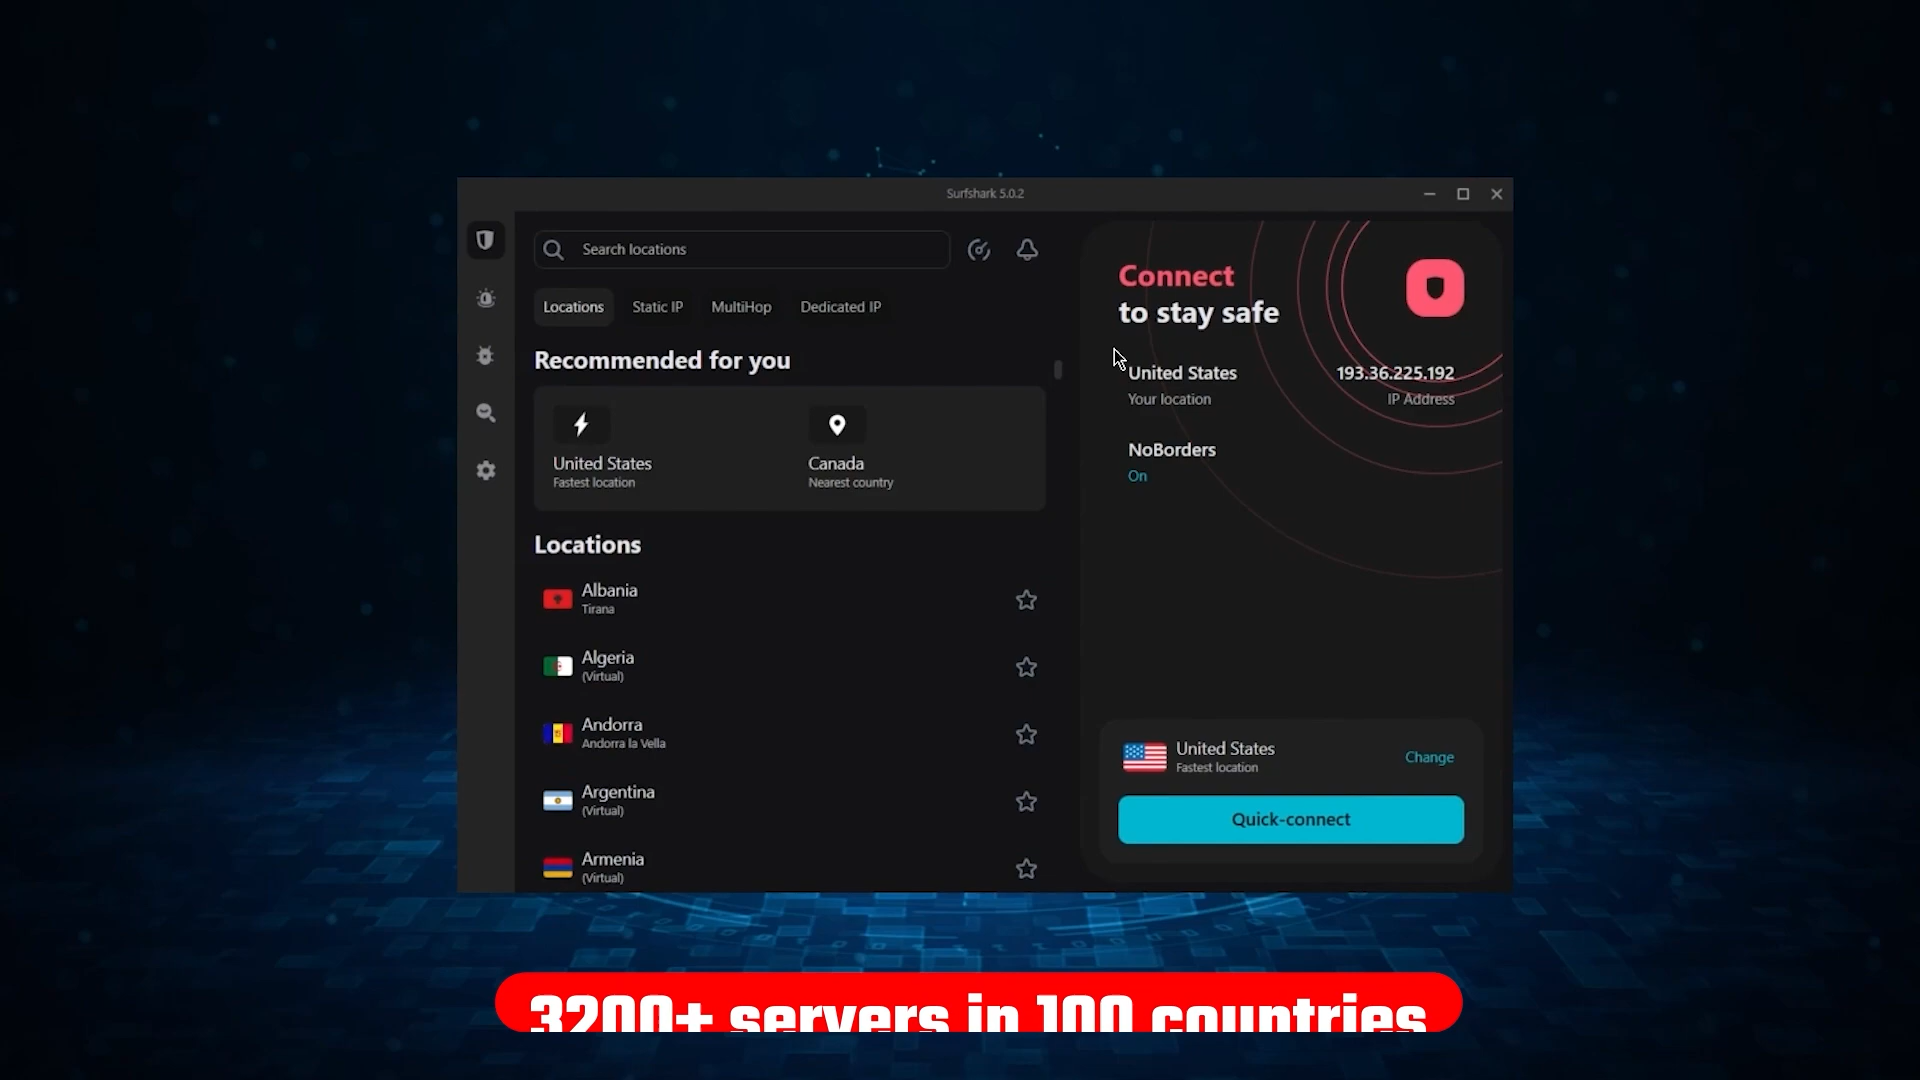 Surfshark 5.0.2
Search locations
Locations Static IP MultiHop Dedicated IP
Recommended for you
United States
Fastest location
Canada
Nearest country
Locations
Albania
Tirana
Algeria
(Virtual)
Andorra
Andorra la Vella
Argentina
(Virtual)
Armenia
(Virtual)
Connect
to stay safe
United States
Your location
193.36.225.192
IP Address
NoBorders
On
United States
Fastest location
Change
Quick-connect
3200+ servers in 100 countries